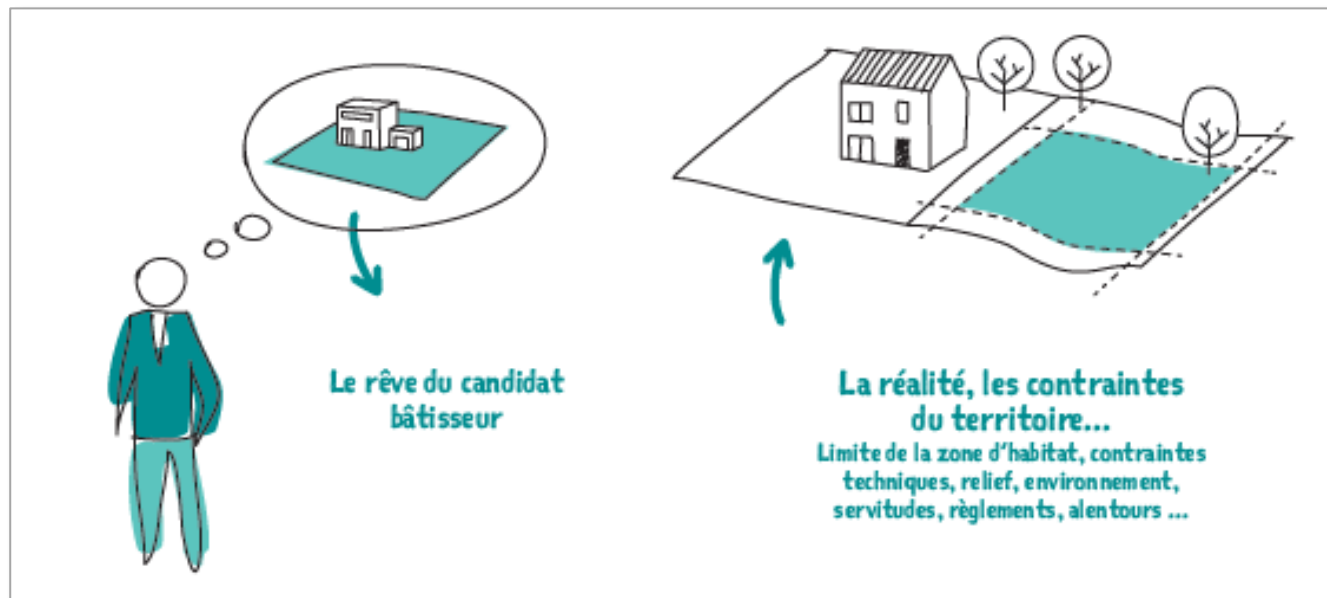 Le rêve du candidat
bâtisseur
La réalité, les contraintes
du territoire...
Limite de la zone d'habitat, contraintes
techniques, relief, environnement,
servitudes, règlements, alentours ...